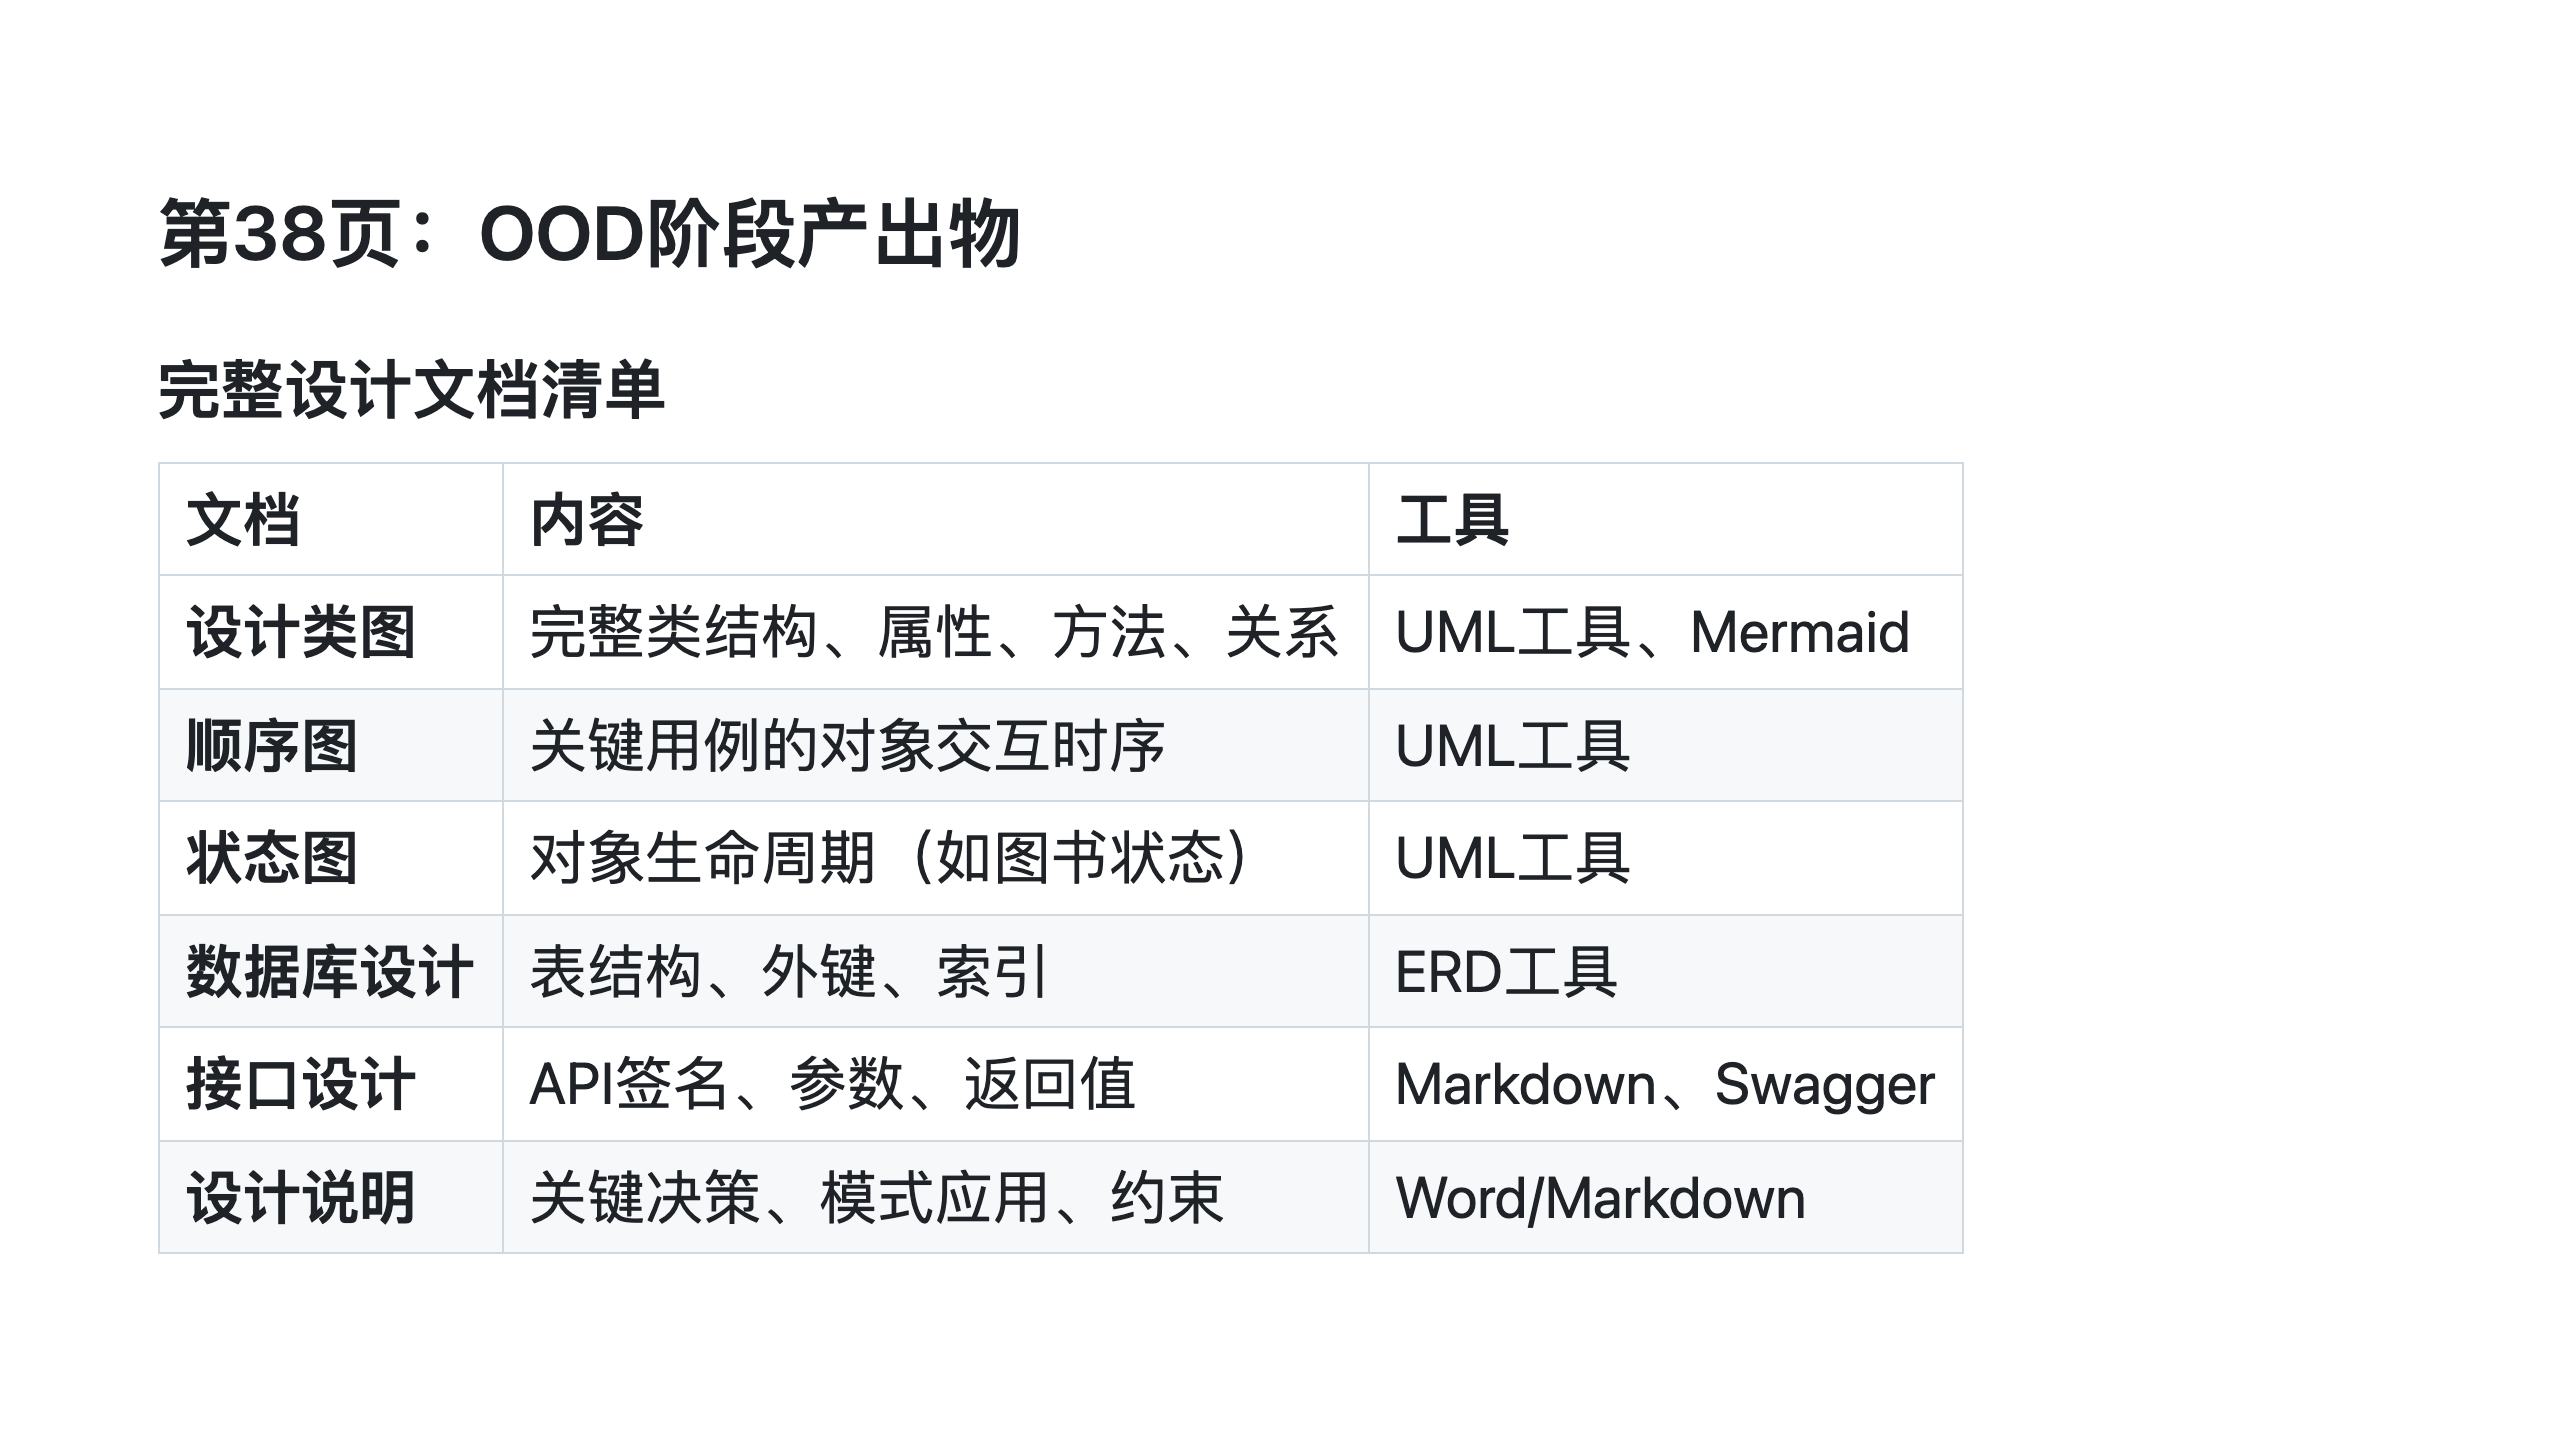 第38页：OOD阶段产出物
完整设计文档清单
文档 内容 工具
设计类图 完整类结构、属性、方法、关系 UML工具、Mermaid
顺序图 关键用例的对象交互时序 UML工具
状态图 对象生命周期（如图书状态） UML工具
数据库设计 表结构、外键、索引 ERD工具
接口设计 API签名、参数、返回值 Markdown、Swagger
设计说明 关键决策、模式应用、约束 Word/Markdown